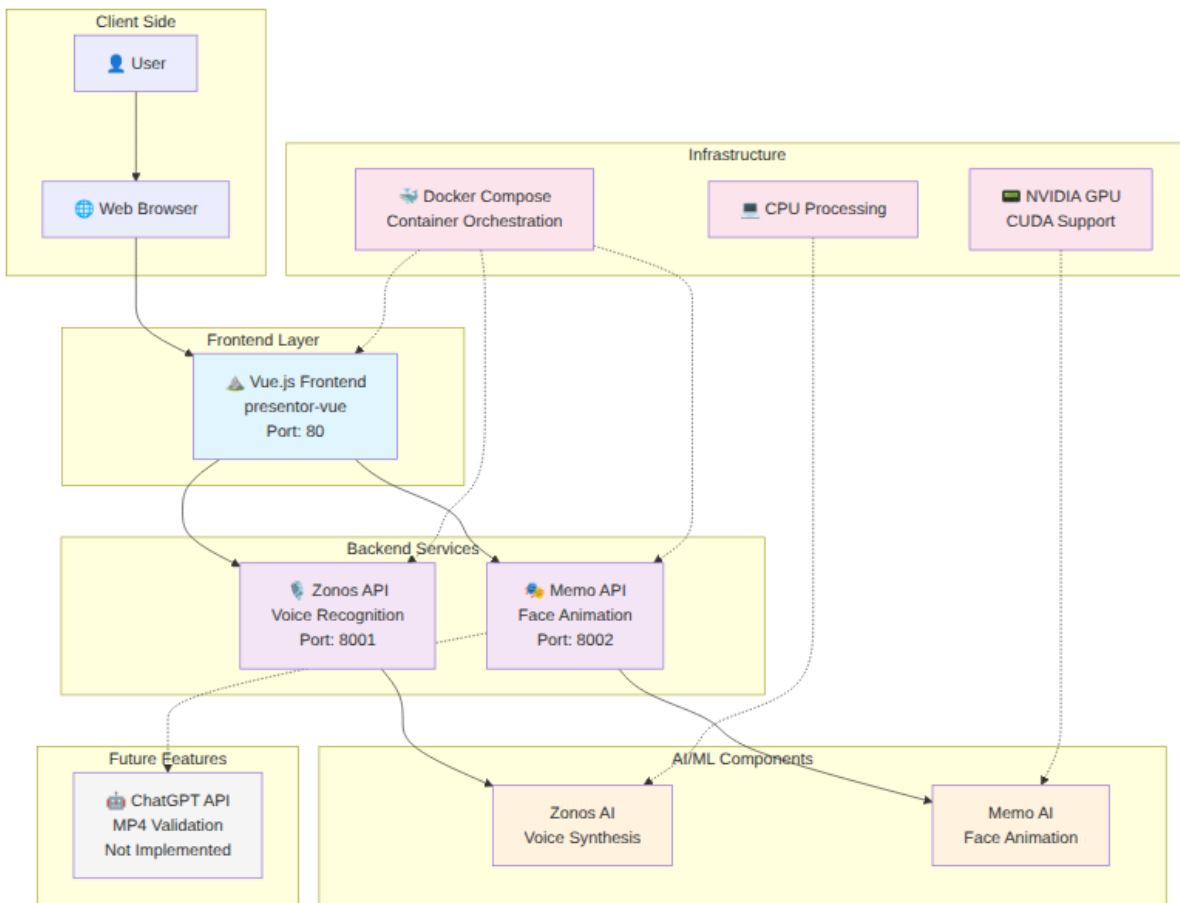 Client Side
👤 User
🌐 Web Browser
Infrastructure
🐳 Docker Compose
Container Orchestration
💻 CPU Processing
📟 NVIDIA GPU
CUDA Support
Frontend Layer
⛰️ Vue.js Frontend
presentor-vue
Port: 80
Backend Services
🎙️ Zonos API
Voice Recognition
Port: 8001
🎭 Memo API
Face Animation
Port: 8002
Future Features
🤖 ChatGPT API
MP4 Validation
Not Implemented
AI/ML Components
Zonos AI
Voice Synthesis
Memo AI
Face Animation